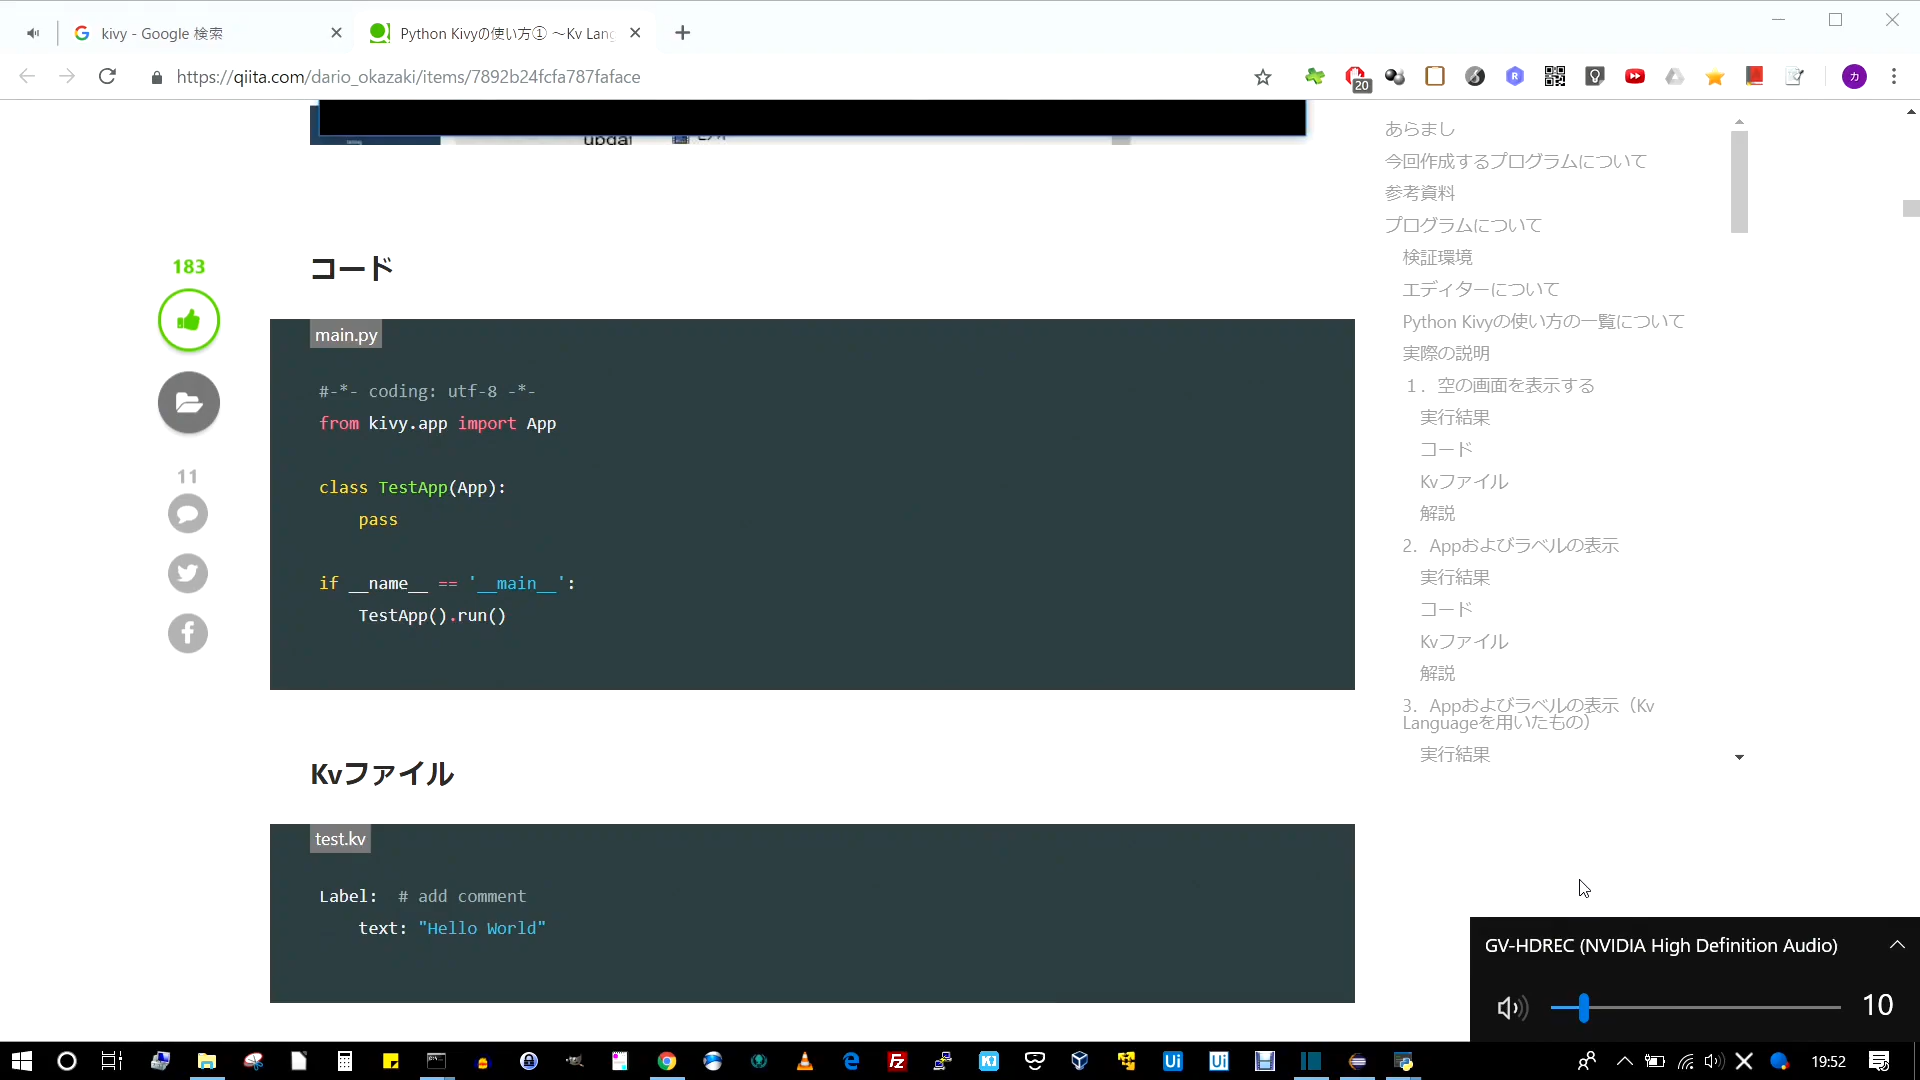 kivy - Google 検索
Python Kivyの使い方① ～Kv Lang
https://qiita.com/dario_okazaki/items/7892b24fcfa787faface
20
カ
あらまし
今回作成するプログラムについて
参考資料
プログラムについて
検証環境
エディターについて
Python Kivyの使い方の一覧について
実際の説明
1．空の画面を表示する
実行結果
コード
Kvファイル
解説
2．Appおよびラベルの表示
実行結果
コード
Kvファイル
解説
3．Appおよびラベルの表示（Kv
Languageを用いたもの）
実行結果
183
11
コード
main.py
#-*- coding: utf-8 -*-
from kivy.app import App
class TestApp(App):
    pass
if __name__ == '__main__':
    TestApp().run()
Kvファイル
test.kv
Label:  # add comment
    text: "Hello World"
GV-HDREC (NVIDIA High Definition Audio)
10
19:52